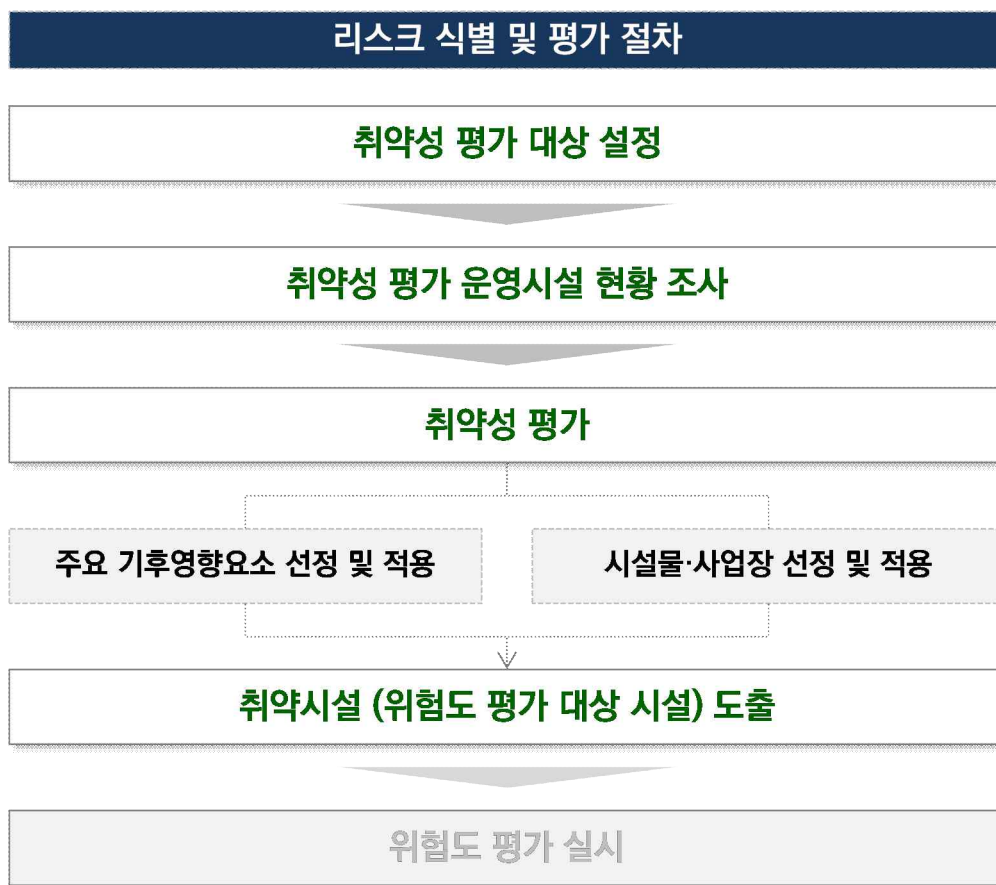 리스크 식별 및 평가 절차
취약성 평가 대상 설정
취약성 평가 운영시설 현황 조사
취약성 평가
주요 기후영향요소 선정 및 적용
시설물·사업장 선정 및 적용
취약시설 (위험도 평가 대상 시설) 도출
위험도 평가 실시